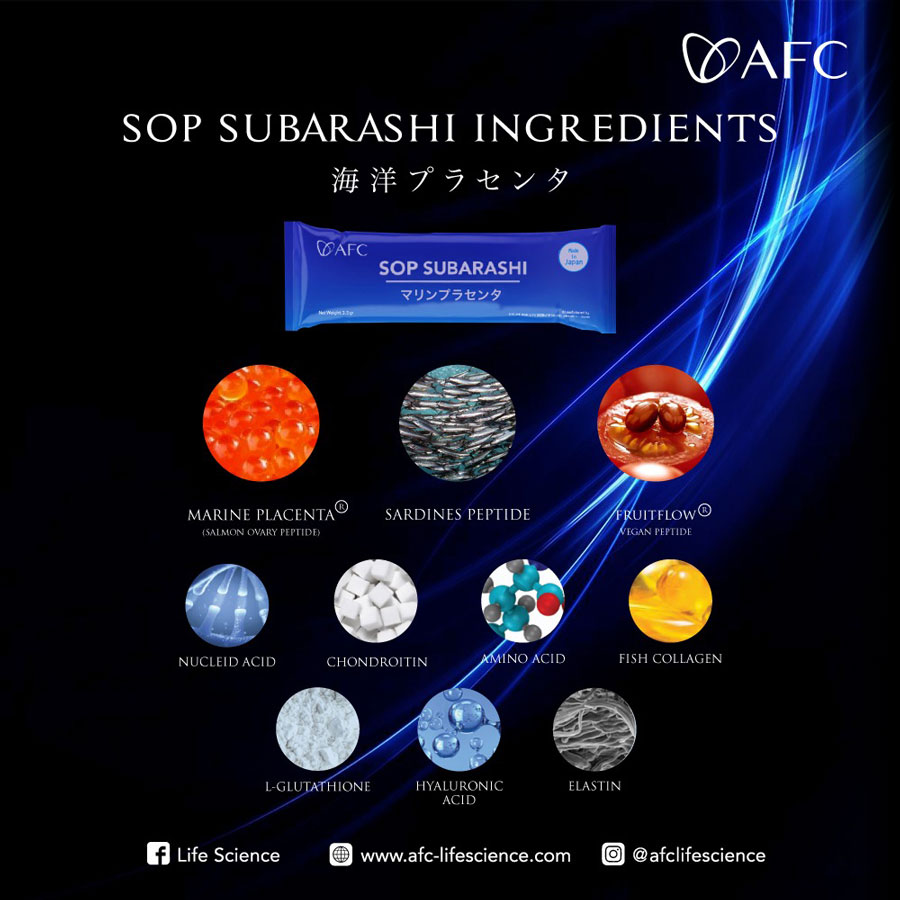 AFC
SOP SUBARASHI INGREDIENTS
海洋プラセンタ
AFC
Made
in
Japan
SOP SUBARASHI
マリンプラセンタ
MARINE PLACENTA®
(SALMON OVARY PEPTIDE)
SARDINES PEPTIDE
FRUITFLOW®
VEGAN PEPTIDE
NUCLEID ACID
CHONDROITIN
AMINO ACID
FISH COLLAGEN
L-GLUTATHIONE
HYALURONIC
ACID
ELASTIN
Life Science
www.afc-lifescience.com
@afclifescience